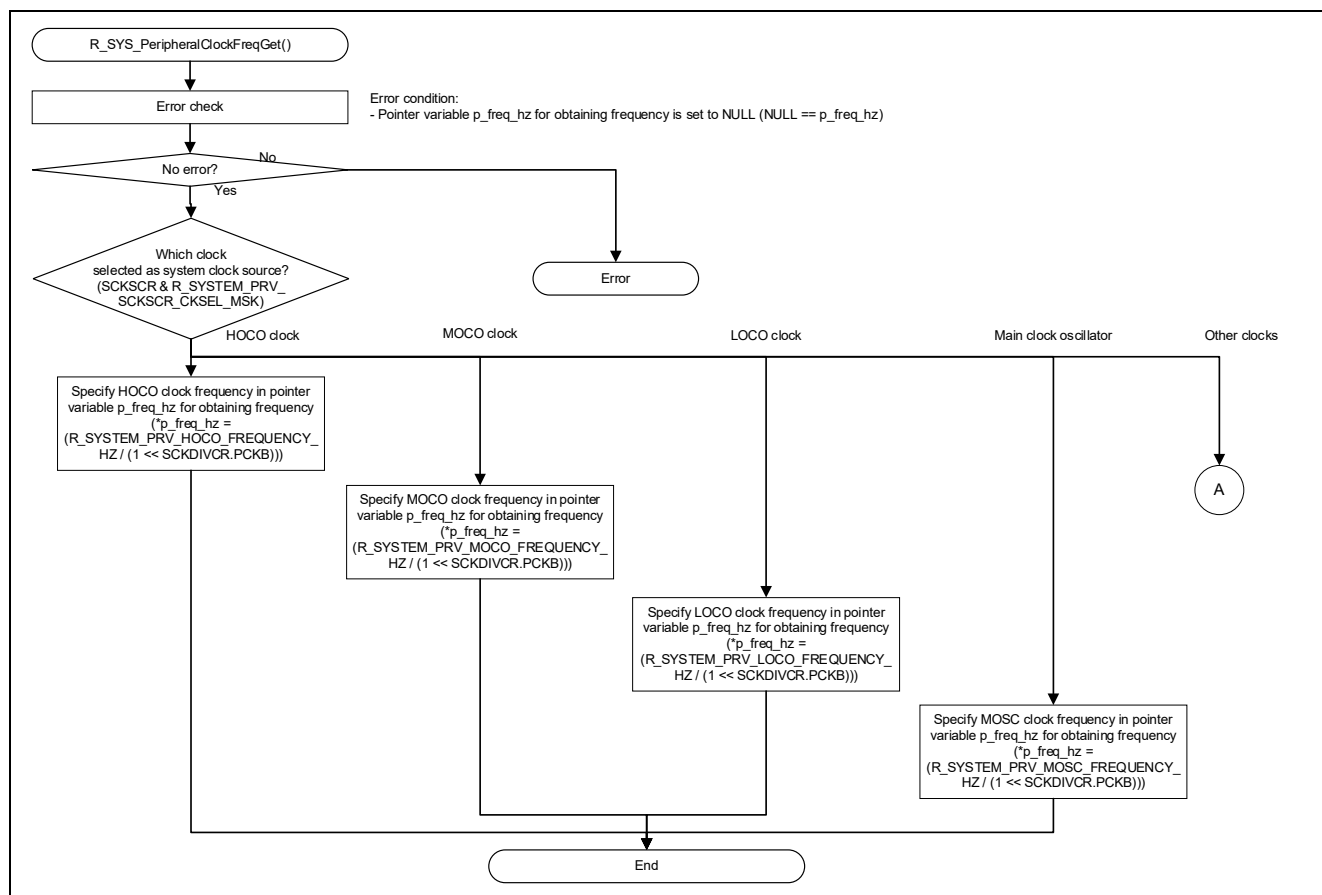 R_SYS_PeripheralClockFreqGet()
Error check
Error condition:
- Pointer variable p_freq_hz for obtaining frequency is set to NULL (NULL == p_freq_hz)
No
No error?
Yes
Which clock
selected as system clock source?
(SCKSCR & R_SYSTEM_PRV_
SCKSCR_CKSEL_MSK)
Error
HOCO clock
MOCO clock
LOCO clock
Main clock oscillator
Other clocks
Specify HOCO clock frequency in pointer
variable p_freq_hz for obtaining frequency
(*p_freq_hz =
(R_SYSTEM_PRV_HOCO_FREQUENCY_
HZ / (1 << SCKDIVCR.PCKB)))
A
Specify MOCO clock frequency in pointer
variable p_freq_hz for obtaining frequency
(*p_freq_hz =
(R_SYSTEM_PRV_MOCO_FREQUENCY_
HZ / (1 << SCKDIVCR.PCKB)))
Specify LOCO clock frequency in pointer
variable p_freq_hz for obtaining frequency
(*p_freq_hz =
(R_SYSTEM_PRV_LOCO_FREQUENCY_
HZ / (1 << SCKDIVCR.PCKB)))
Specify MOSC clock frequency in pointer
variable p_freq_hz for obtaining frequency
(*p_freq_hz =
(R_SYSTEM_PRV_MOSC_FREQUENCY_
HZ / (1 << SCKDIVCR.PCKB)))
End